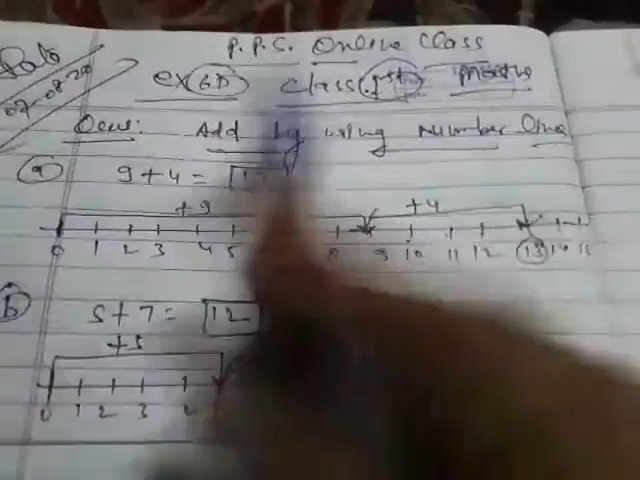 P.P.S. Online Class
Date
07-08-20
ex 6D Class 1st Maths
Ques: Add by using Number line
a 9+4=
+9 +4
0 1 2 3 4 5 8 9 10 11 12 13 14 15
b 5+7= 12
+5
0 1 2 3